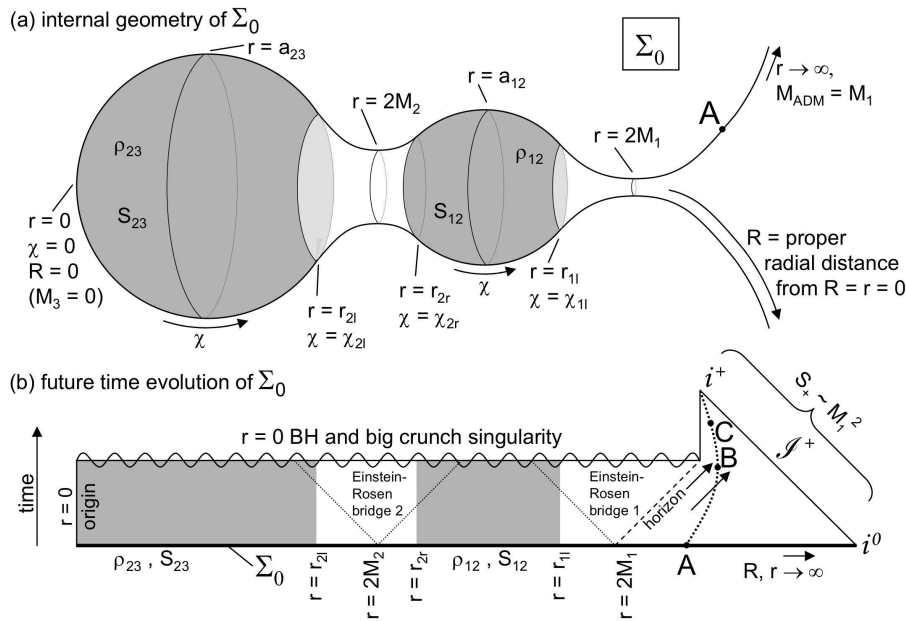 (a) internal geometry of Σ₀
r = a₂₃
r = 2M₂
r = a₁₂
Σ₀
r → ∞,
M_ADM = M₁
A
r = 2M₁
ρ₂₃
ρ₁₂
S₂₃
S₁₂
r = 0
χ = 0
R = 0
(M₃ = 0)
χ
r = r₂ₗ
χ = χ₂ₗ
r = r₂ᵣ
χ = χ₂ᵣ
χ
r = r₁ₗ
χ = χ₁ₗ
R = proper
radial distance
from R = r = 0
(b) future time evolution of Σ₀
i⁺
S₊ ~ M₁²
r = 0 BH and big crunch singularity
C
ℐ⁺
B
time
r = 0
origin
Einstein-
Rosen
bridge 2
Einstein-
Rosen
bridge 1
horizon
i⁰
ρ₂₃ , S₂₃
Σ₀
r = r₂ₗ
r = 2M₂
r = r₂ᵣ
ρ₁₂ , S₁₂
r = r₁ₗ
r = 2M₁
A
R, r → ∞